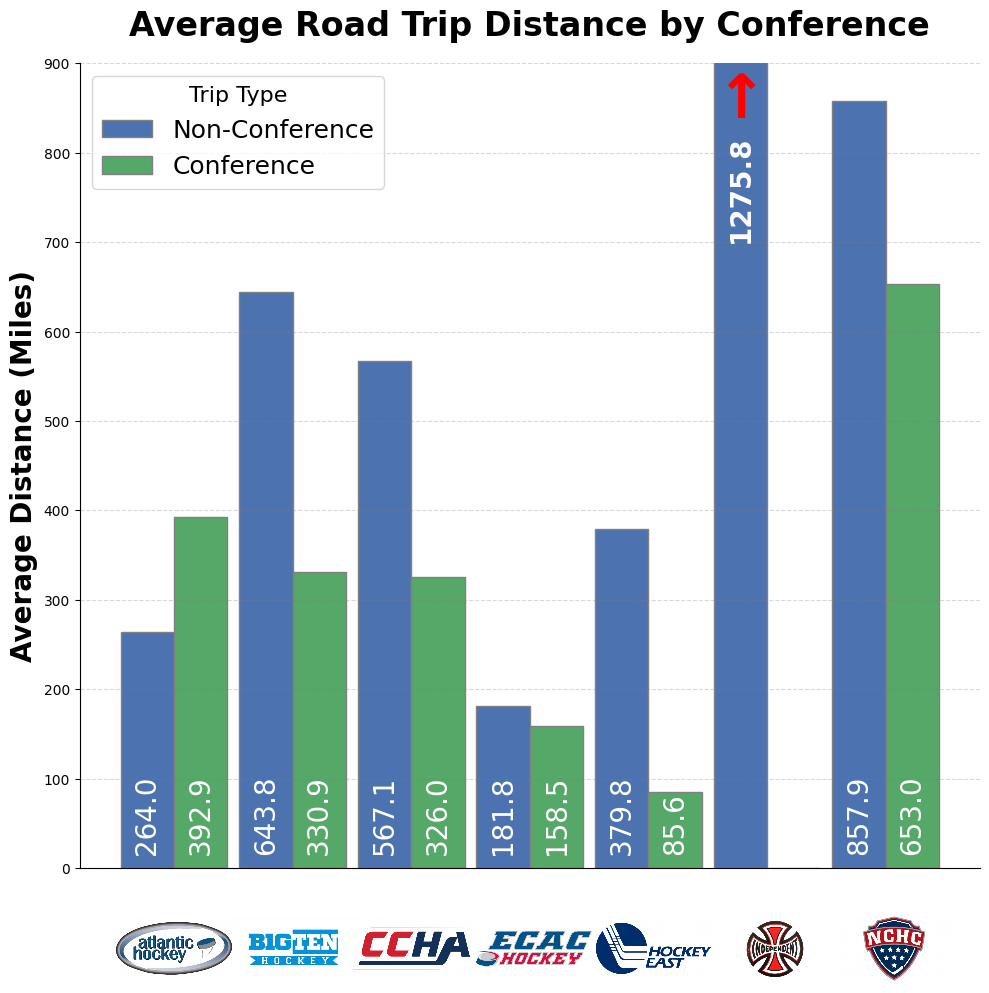 Average Road Trip Distance by Conference
Average Distance (Miles)
900
800
700
600
500
400
300
200
100
0
Trip Type
Non-Conference
Conference
264.0
392.9
643.8
330.9
567.1
326.0
181.8
158.5
379.8
85.6
1275.8
857.9
653.0
atlantic
hockey
BIGTEN
HOCKEY
CCHA
ECAC
HOCKEY
HOCKEY
EAST
INDEPENDENT
NCHC